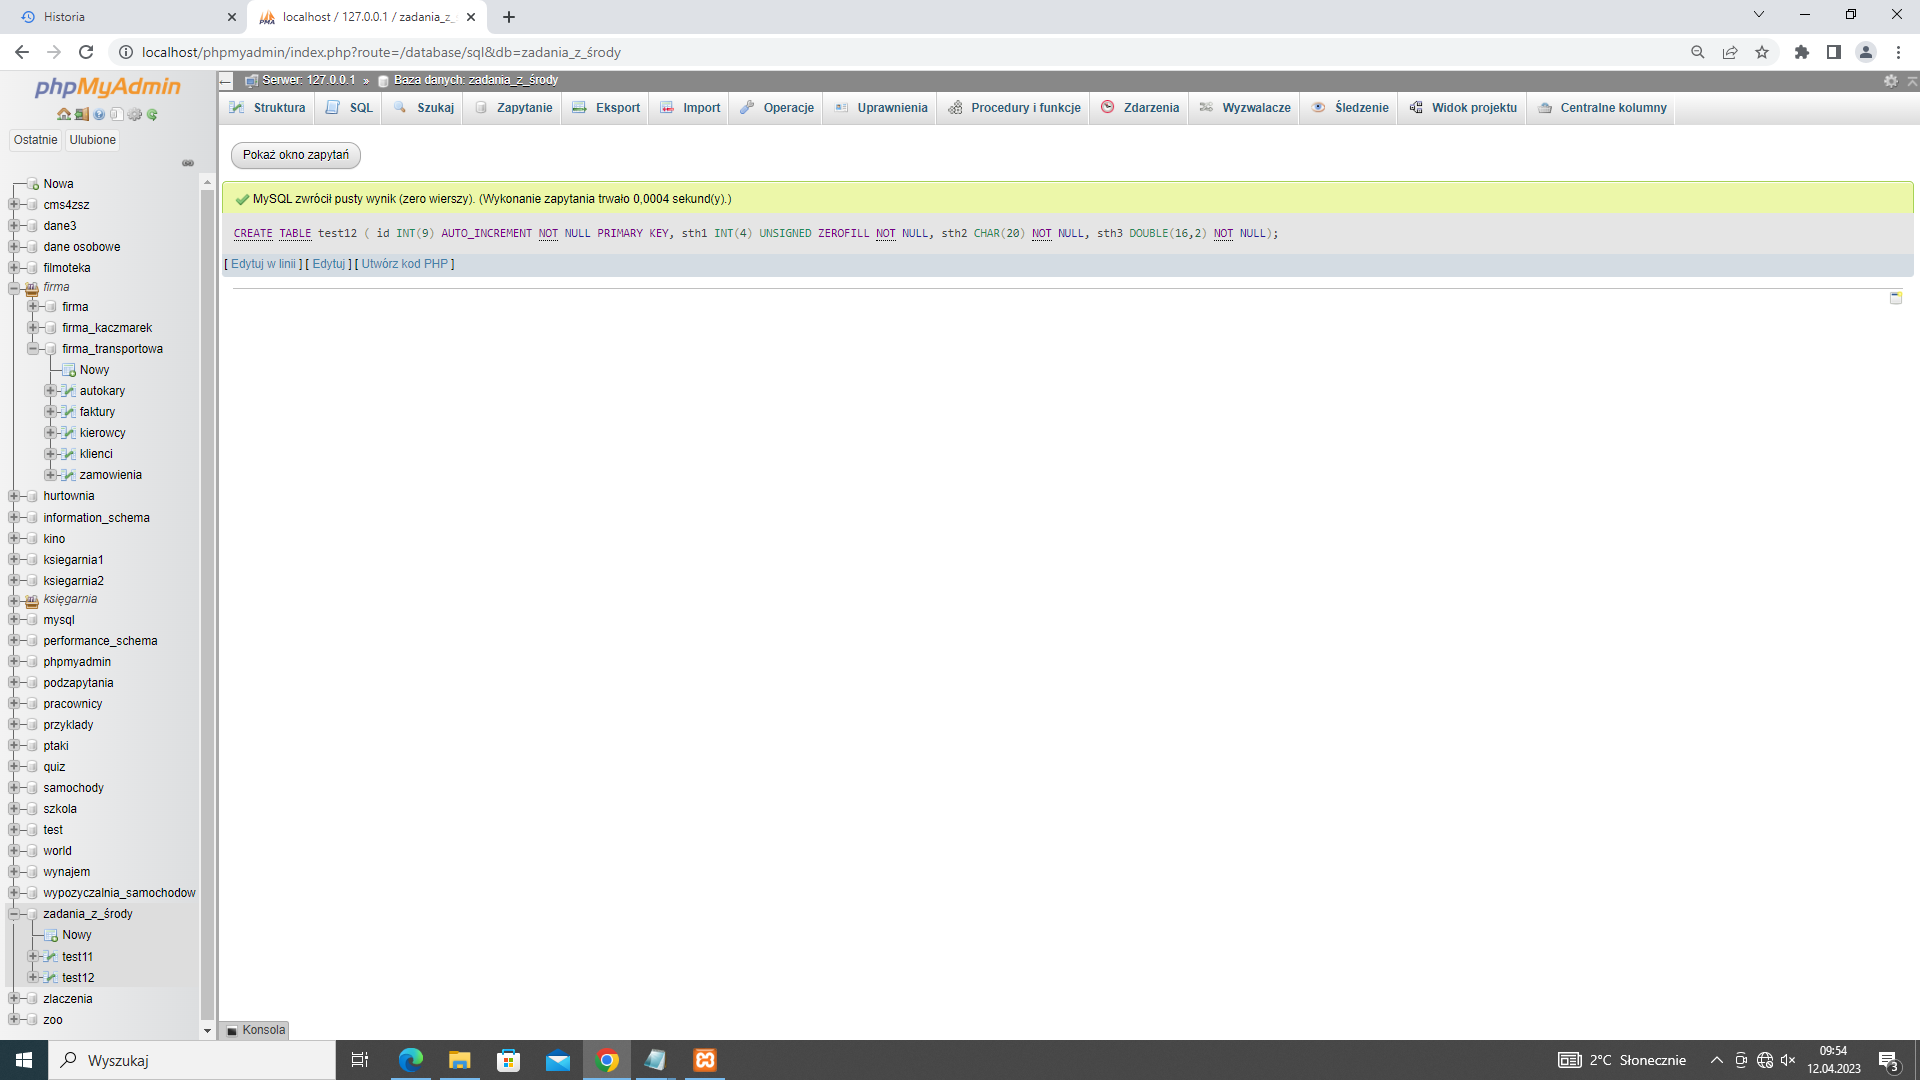 Historia
localhost / 127.0.0.1 / zadania_z_ś
localhost/phpmyadmin/index.php?route=/database/sql&db=zadania_z_środy
phpMyAdmin
Ostatnie Ulubione
Nowa
cms4zsz
dane3
dane osobowe
filmoteka
firma
firma
firma_kaczmarek
firma_transportowa
Nowy
autokary
faktury
kierowcy
klienci
zamowienia
hurtownia
information_schema
kino
ksiegarnia1
ksiegarnia2
księgarnia
mysql
performance_schema
phpmyadmin
podzapytania
pracownicy
przyklady
ptaki
quiz
samochody
szkola
test
world
wynajem
wypozyczalnia_samochodow
zadania_z_środy
Nowy
test11
test12
zlaczenia
zoo
Serwer: 127.0.0.1 » Baza danych: zadania_z_środy
Struktura SQL Szukaj Zapytanie Eksport Import Operacje Uprawnienia Procedury i funkcje Zdarzenia Wyzwalacze Śledzenie Widok projektu Centralne kolumny
Pokaż okno zapytań
MySQL zwrócił pusty wynik (zero wierszy). (Wykonanie zapytania trwało 0,0004 sekund(y).)
CREATE TABLE test12 ( id INT(9) AUTO_INCREMENT NOT NULL PRIMARY KEY, sth1 INT(4) UNSIGNED ZEROFILL NOT NULL, sth2 CHAR(20) NOT NULL, sth3 DOUBLE(16,2) NOT NULL);
[ Edytuj w linii ] [ Edytuj ] [ Utwórz kod PHP ]
Konsola
Wyszukaj
2°C Słonecznie
09:54
12.04.2023
3